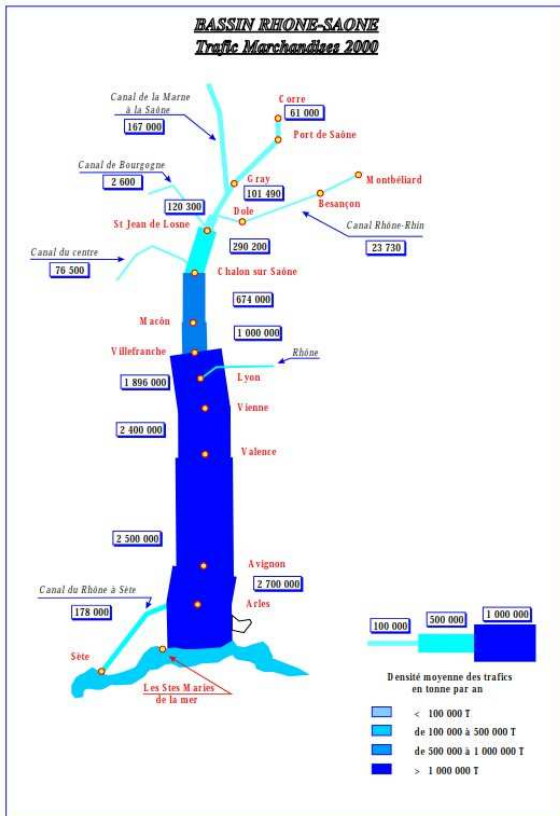 BASSIN RHONE-SAONE
Trafic Marchandises 2000
Canal de la Marne
à la Saône
167 000
Corre
61 000
Port de Saône
Canal de Bourgogne
2 600
Gray
101 490
Montbéliard
Besançon
120 300
Dole
St Jean de Losne
Canal Rhône-Rhin
23 730
290 200
Canal du centre
76 500
Chalon sur Saône
674 000
Macôn
1 000 000
Villefranche
Rhône
1 896 000
Lyon
Vienne
2 400 000
Valence
2 500 000
Avignon
2 700 000
Canal du Rhône à Sète
178 000
Arles
Sète
Les Stes Maries
de la mer
100 000
500 000
1 000 000
Densité moyenne des trafics
en tonne par an
< 100 000 T
de 100 000 à 500 000 T
de 500 000 à 1 000 000 T
> 1 000 000 T